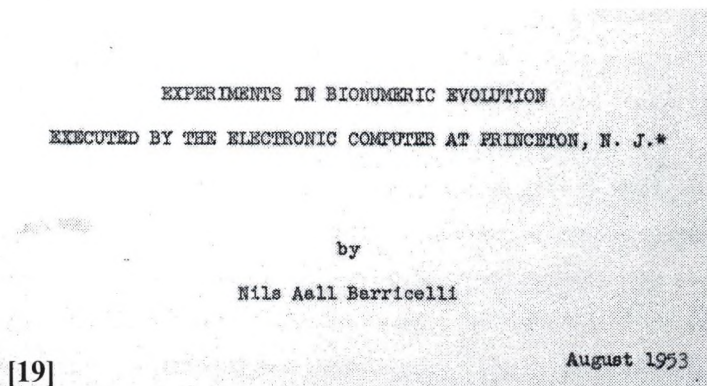 EXPERIMENTS IN BIONUMERIC EVOLUTION
EXECUTED BY THE ELECTRONIC COMPUTER AT PRINCETON, N. J.*
by
Nils Aall Barricelli
August 1953
[19]